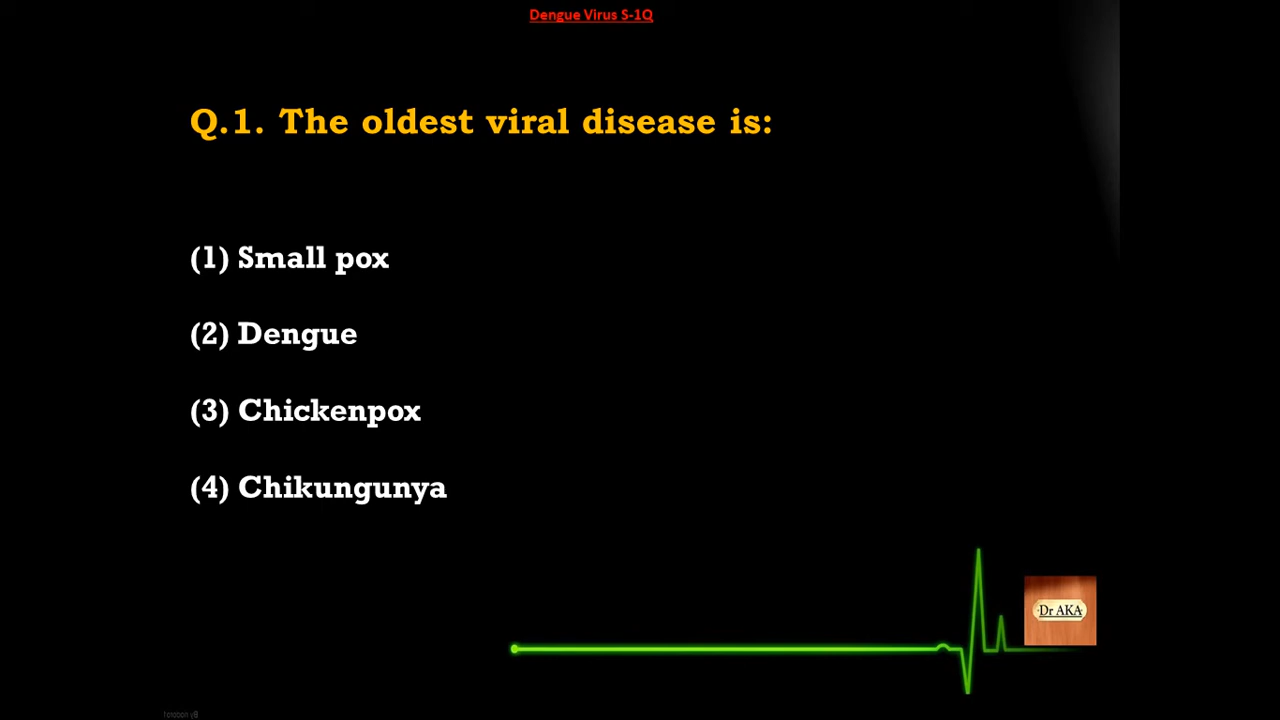 Dengue Virus S-1Q
Q.1. The oldest viral disease is:
(1) Small pox
(2) Dengue
(3) Chickenpox
(4) Chikungunya
Dr AKA